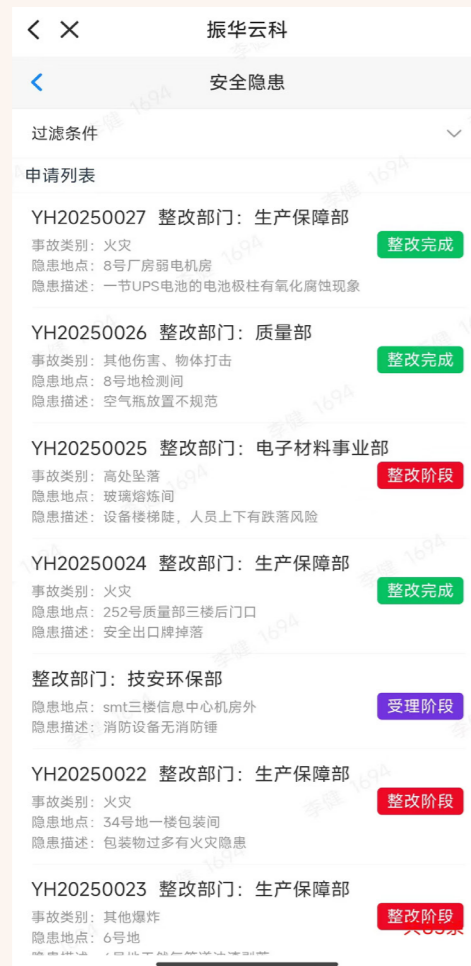 振华云科
安全隐患
过滤条件
申请列表
YH20250027 整改部门：生产保障部
事故类别：火灾
整改完成
隐患地点：8号厂房弱电机房
隐患描述：一节UPS电池的电池极柱有氧化腐蚀现象
YH20250026 整改部门：质量部
事故类别：其他伤害、物体打击
整改完成
隐患地点：8号地检测间
隐患描述：空气瓶放置不规范
YH20250025 整改部门：电子材料事业部
事故类别：高处坠落
整改阶段
隐患地点：玻璃熔炼间
隐患描述：设备楼梯陡，人员上下有跌落风险
YH20250024 整改部门：生产保障部
事故类别：火灾
整改完成
隐患地点：252号质量部三楼后门口
隐患描述：安全出口牌掉落
整改部门：技安环保部
隐患地点：smt三楼信息中心机房外
受理阶段
隐患描述：消防设备无消防锤
YH20250022 整改部门：生产保障部
事故类别：火灾
整改阶段
隐患地点：34号地一楼包装间
隐患描述：包装物过多有火灾隐患
YH20250023 整改部门：生产保障部
事故类别：其他爆炸
整改阶段
隐患地点：6号地
李健 1694